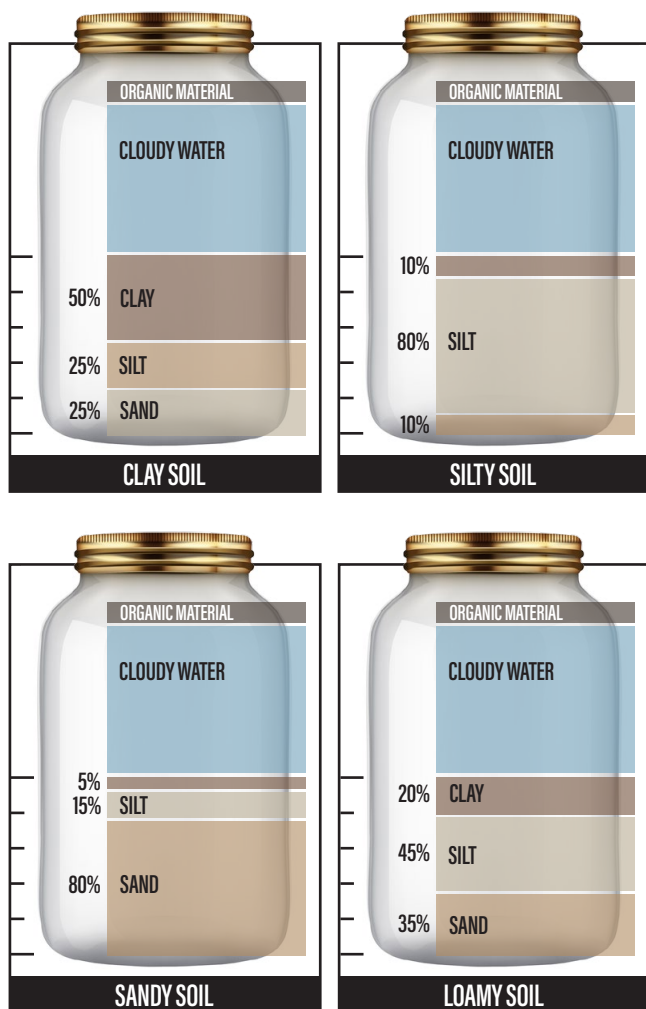 ORGANIC MATERIAL
CLOUDY WATER
50% CLAY
25% SILT
25% SAND
CLAY SOIL
ORGANIC MATERIAL
CLOUDY WATER
10%
80% SILT
10%
SILTY SOIL
ORGANIC MATERIAL
CLOUDY WATER
5%
15% SILT
80% SAND
SANDY SOIL
ORGANIC MATERIAL
CLOUDY WATER
20% CLAY
45% SILT
35% SAND
LOAMY SOIL